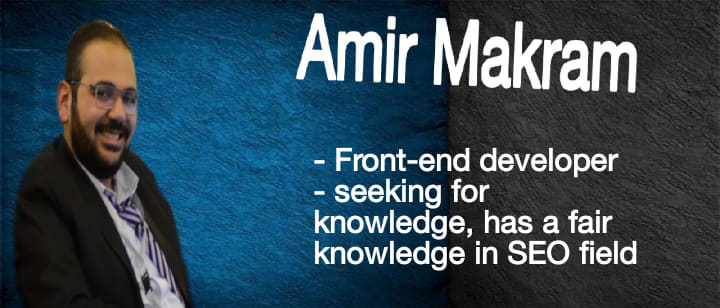 Amir Makram
- Front-end developer
- seeking for
knowledge, has a fair
knowledge in SEO field